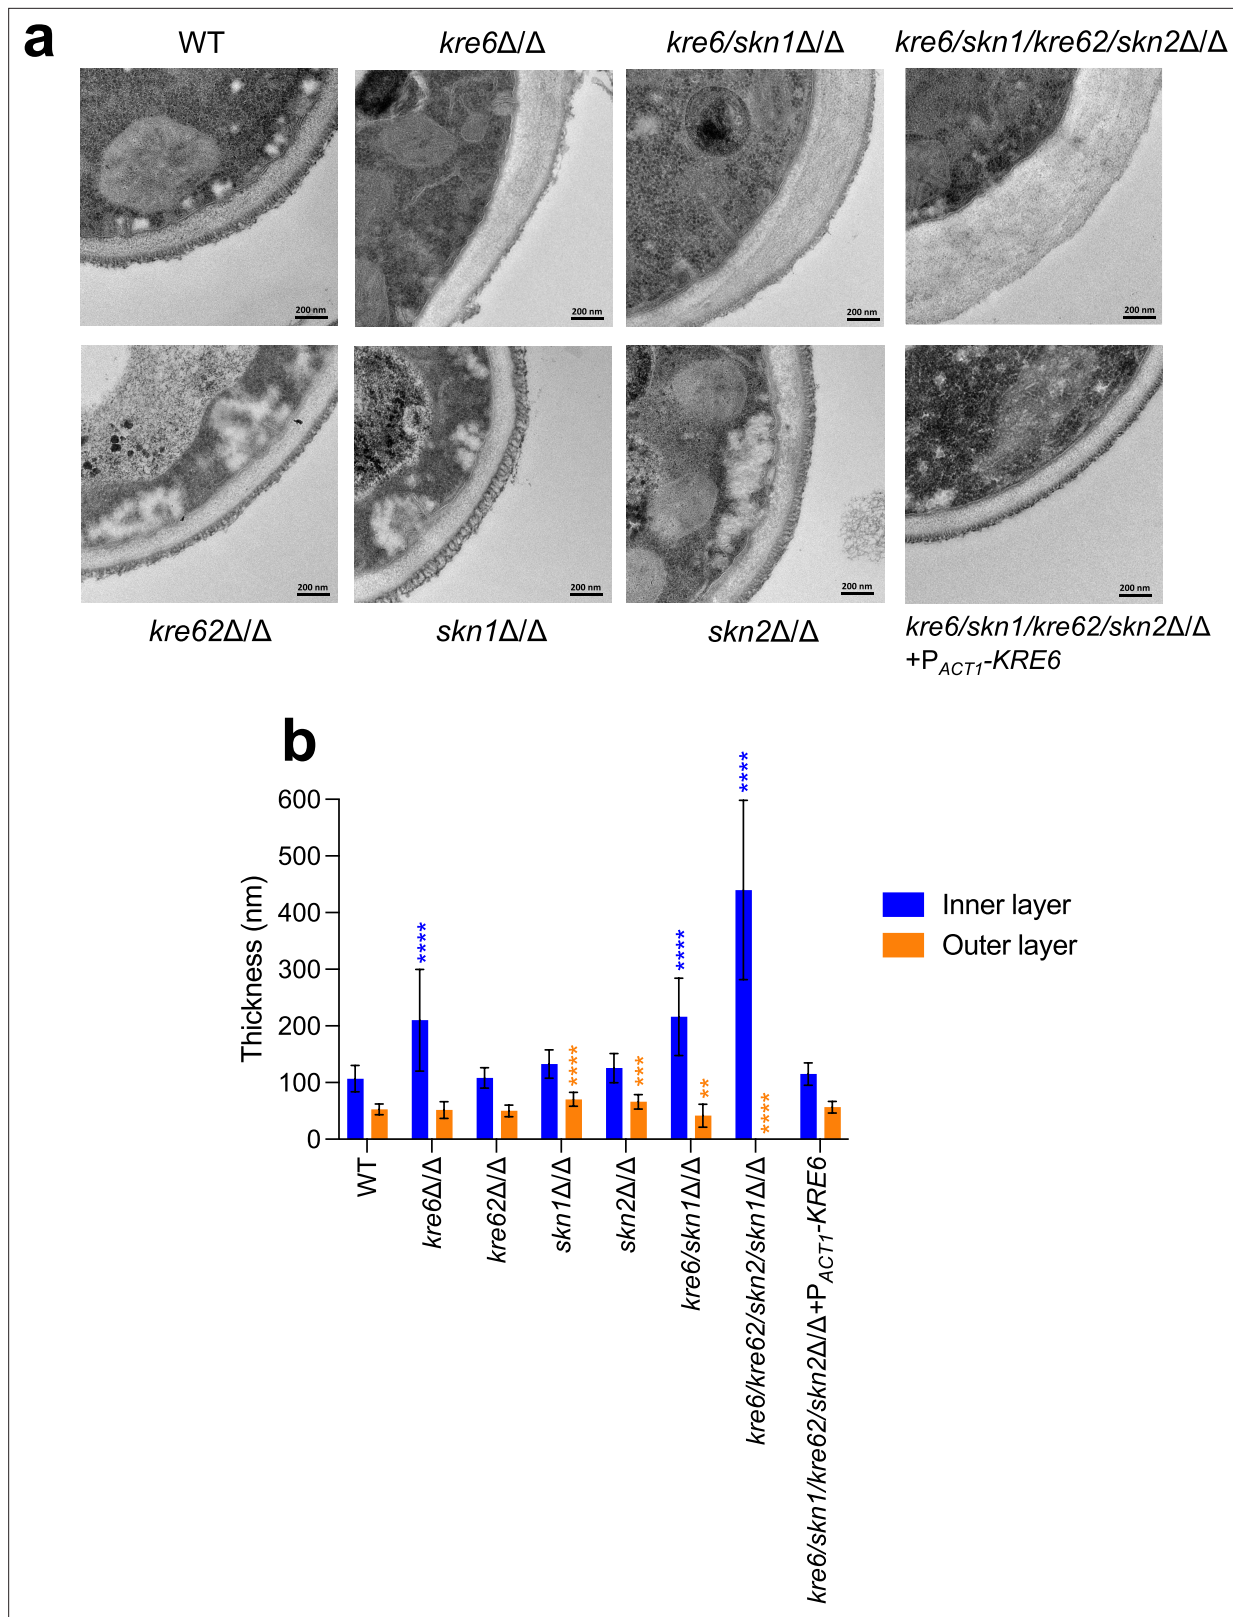 a
WT
kre6Δ/Δ
kre6/skn1Δ/Δ
kre6/skn1/kre62/skn2Δ/Δ
200 nm
200 nm
200 nm
200 nm
200 nm
200 nm
200 nm
200 nm
kre62Δ/Δ
skn1Δ/Δ
skn2Δ/Δ
kre6/skn1/kre62/skn2Δ/Δ
+PACT1-KRE6
b
Thickness (nm)
600
500
400
300
200
100
0
****
****
***
****
**
****
****
Inner layer
Outer layer
WT
kre6Δ/Δ
kre62Δ/Δ
skn1Δ/Δ
skn2Δ/Δ
kre6/skn1Δ/Δ
kre6/kre62/skn2/skn1Δ/Δ
kre6/skn1/kre62/skn2Δ/Δ+PACT1-KRE6